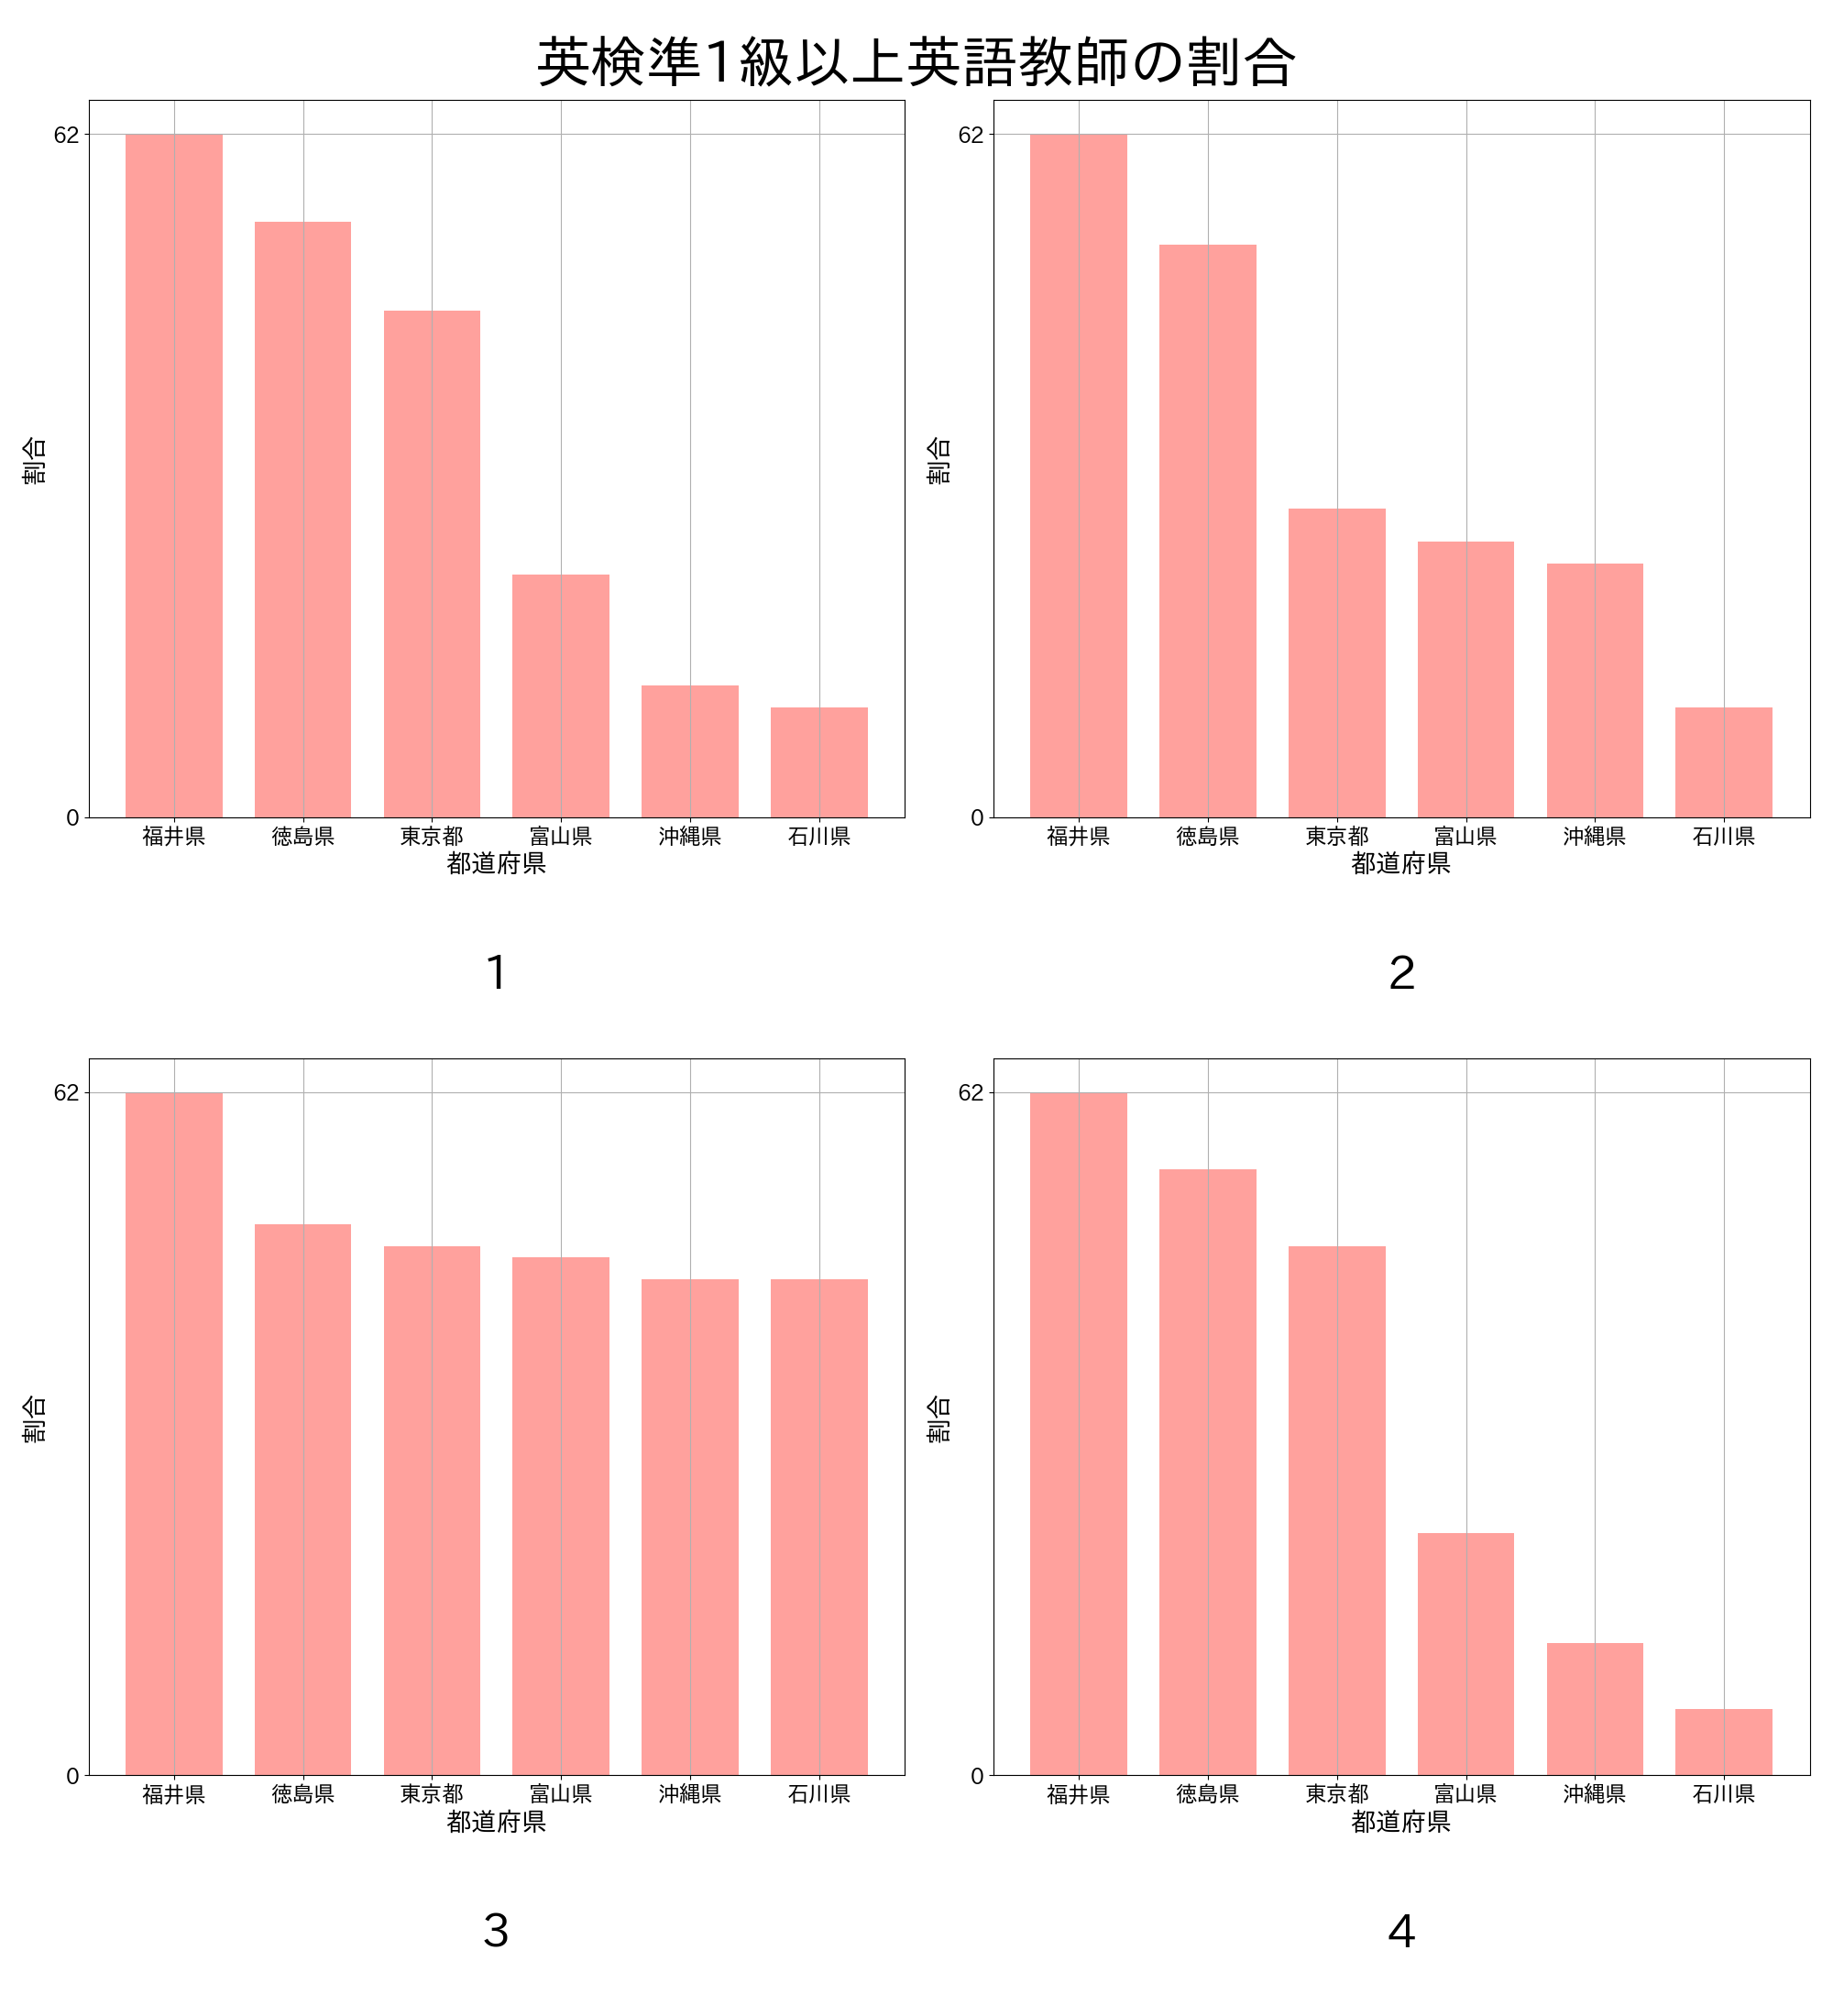 英検準1級以上英語教師の割合
62
0
割合
福井県 徳島県 東京都 富山県 沖縄県 石川県
都道府県
1
62
0
割合
福井県 徳島県 東京都 富山県 沖縄県 石川県
都道府県
2
62
0
割合
福井県 徳島県 東京都 富山県 沖縄県 石川県
都道府県
3
62
0
割合
福井県 徳島県 東京都 富山県 沖縄県 石川県
都道府県
4